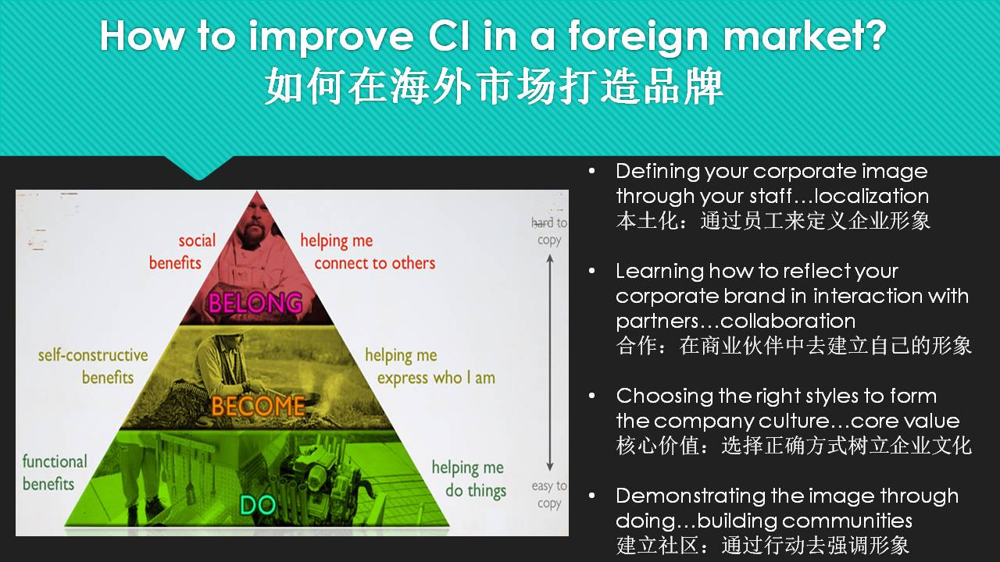 How to improve CI in a foreign market?
如何在海外市场打造品牌
social
benefits
helping me
connect to others
BELONG
self-constructive
benefits
helping me
express who I am
BECOME
functional
benefits
helping me
do things
DO
hard to
copy
easy to
copy
• Defining your corporate image
through your staff…localization
本土化：通过员工来定义企业形象
• Learning how to reflect your
corporate brand in interaction with
partners…collaboration
合作：在商业伙伴中去建立自己的形象
• Choosing the right styles to form
the company culture…core value
核心价值：选择正确方式树立企业文化
• Demonstrating the image through
doing…building communities
建立社区：通过行动去强调形象